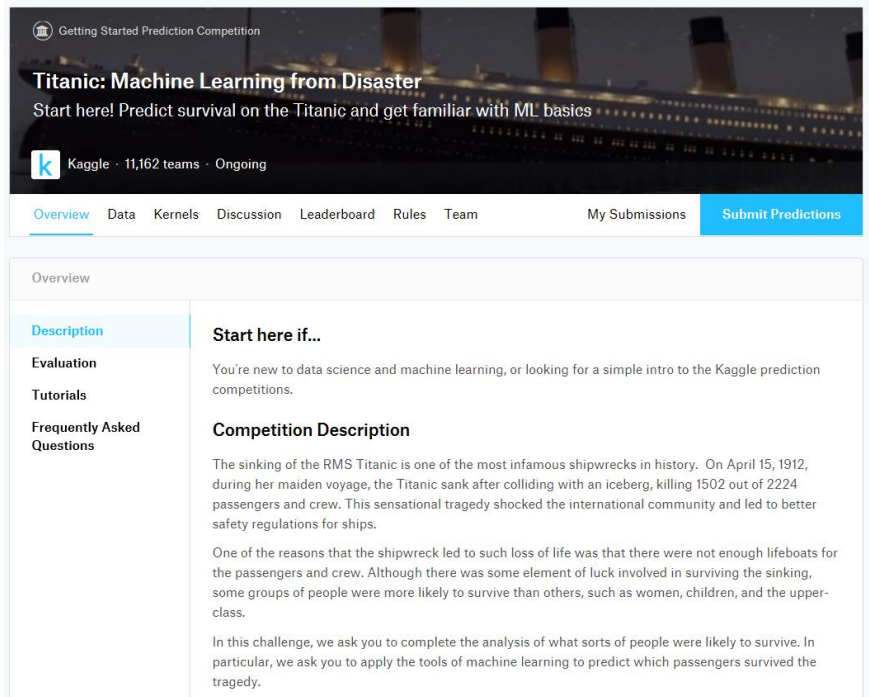 Getting Started Prediction Competition
Titanic: Machine Learning from Disaster
Start here! Predict survival on the Titanic and get familiar with ML basics
k
Kaggle · 11,162 teams · Ongoing
Overview Data Kernels Discussion Leaderboard Rules Team My Submissions Submit Predictions
Overview
Description
Evaluation
Tutorials
Frequently Asked
Questions
Start here if...
You're new to data science and machine learning, or looking for a simple intro to the Kaggle prediction
competitions.
Competition Description
The sinking of the RMS Titanic is one of the most infamous shipwrecks in history. On April 15, 1912,
during her maiden voyage, the Titanic sank after colliding with an iceberg, killing 1502 out of 2224
passengers and crew. This sensational tragedy shocked the international community and led to better
safety regulations for ships.
One of the reasons that the shipwreck led to such loss of life was that there were not enough lifeboats for
the passengers and crew. Although there was some element of luck involved in surviving the sinking,
some groups of people were more likely to survive than others, such as women, children, and the upper-
class.
In this challenge, we ask you to complete the analysis of what sorts of people were likely to survive. In
particular, we ask you to apply the tools of machine learning to predict which passengers survived the
tragedy.